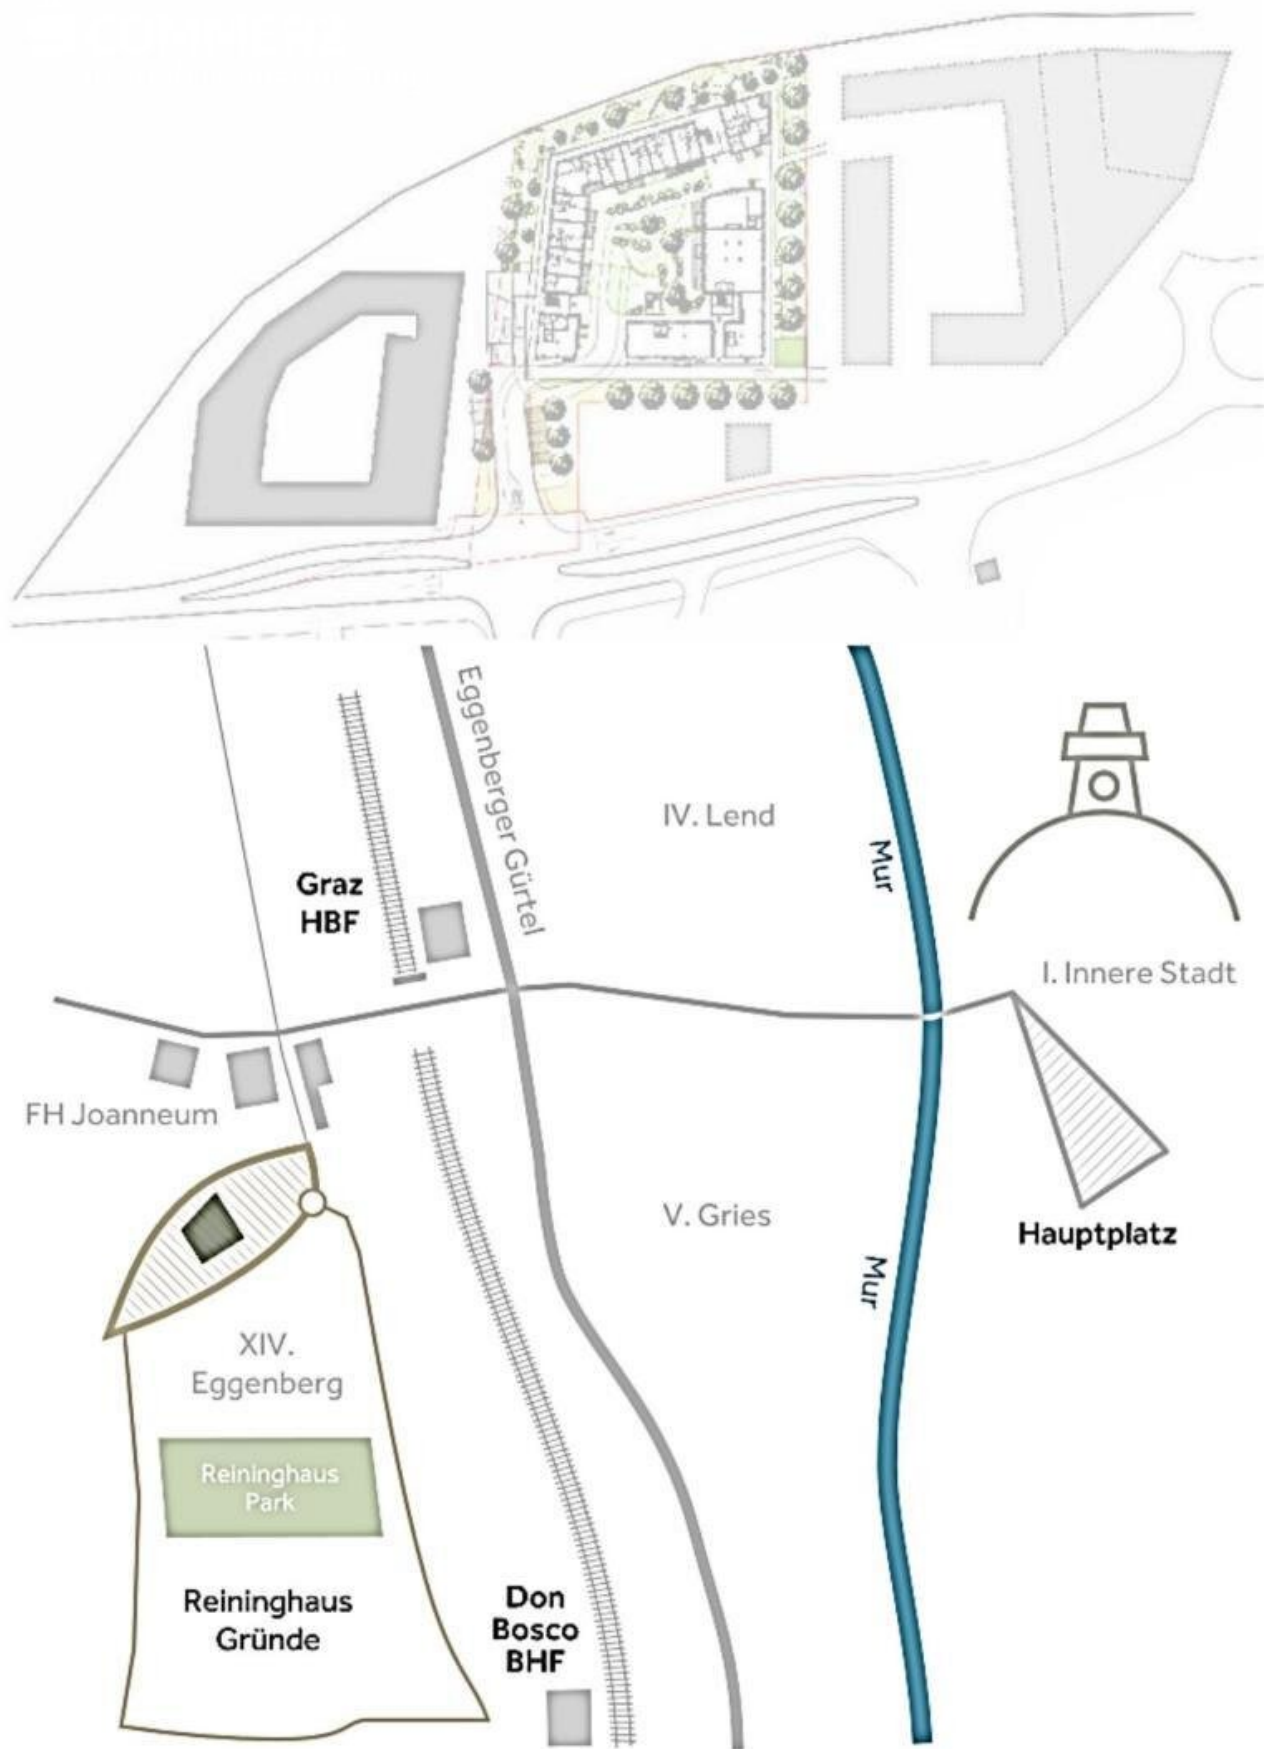 Eggenberger Gürtel
IV. Lend
Mur
Graz
HBF
I. Innere Stadt
FH Joanneum
V. Gries
Hauptplatz
Mur
XIV.
Eggenberg
Reininghaus
Park
Reininghaus
Gründe
Don
Bosco
BHF